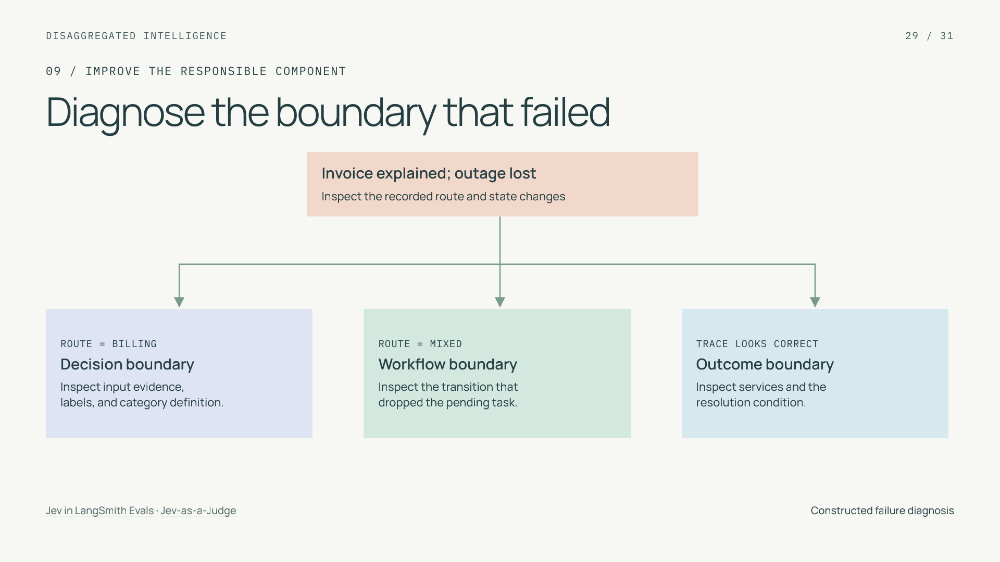 DISAGGREGATED INTELLIGENCE
29 / 31
09 / IMPROVE THE RESPONSIBLE COMPONENT
Diagnose the boundary that failed
Invoice explained; outage lost
Inspect the recorded route and state changes
ROUTE = BILLING
Decision boundary
Inspect input evidence,
labels, and category definition.
ROUTE = MIXED
Workflow boundary
Inspect the transition that
dropped the pending task.
TRACE LOOKS CORRECT
Outcome boundary
Inspect services and the
resolution condition.
Jev in LangSmith Evals · Jev-as-a-Judge
Constructed failure diagnosis